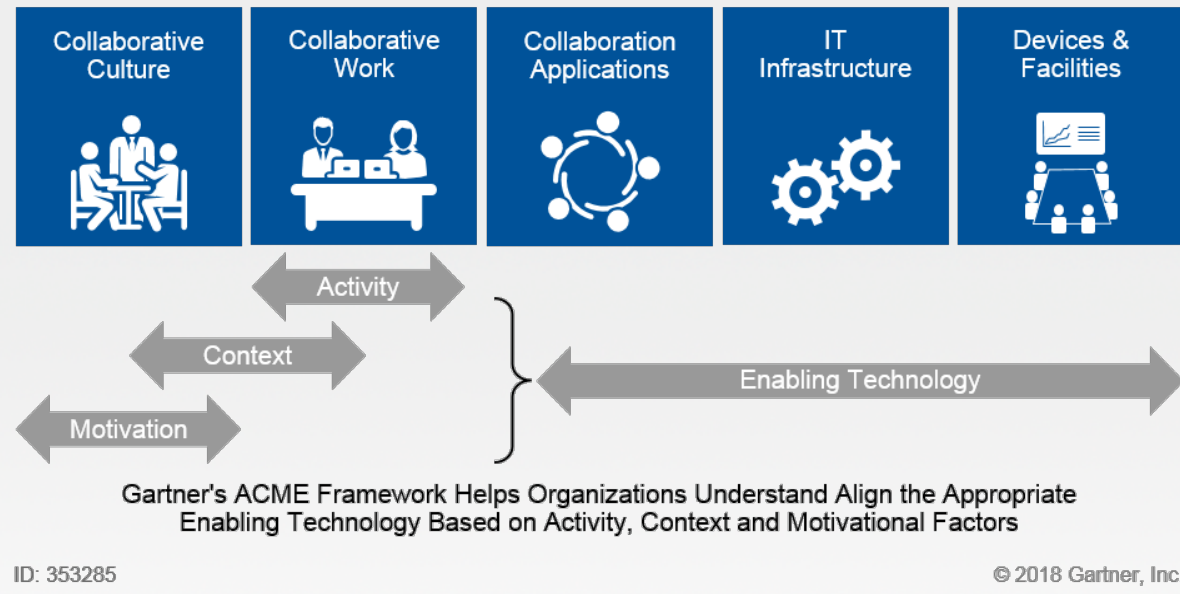 Collaborative
Culture
Collaborative
Work
Collaboration
Applications
IT
Infrastructure
Devices &
Facilities
Activity
Context
Motivation
Enabling Technology
Gartner's ACME Framework Helps Organizations Understand Align the Appropriate
Enabling Technology Based on Activity, Context and Motivational Factors
ID: 353285
© 2018 Gartner, Inc